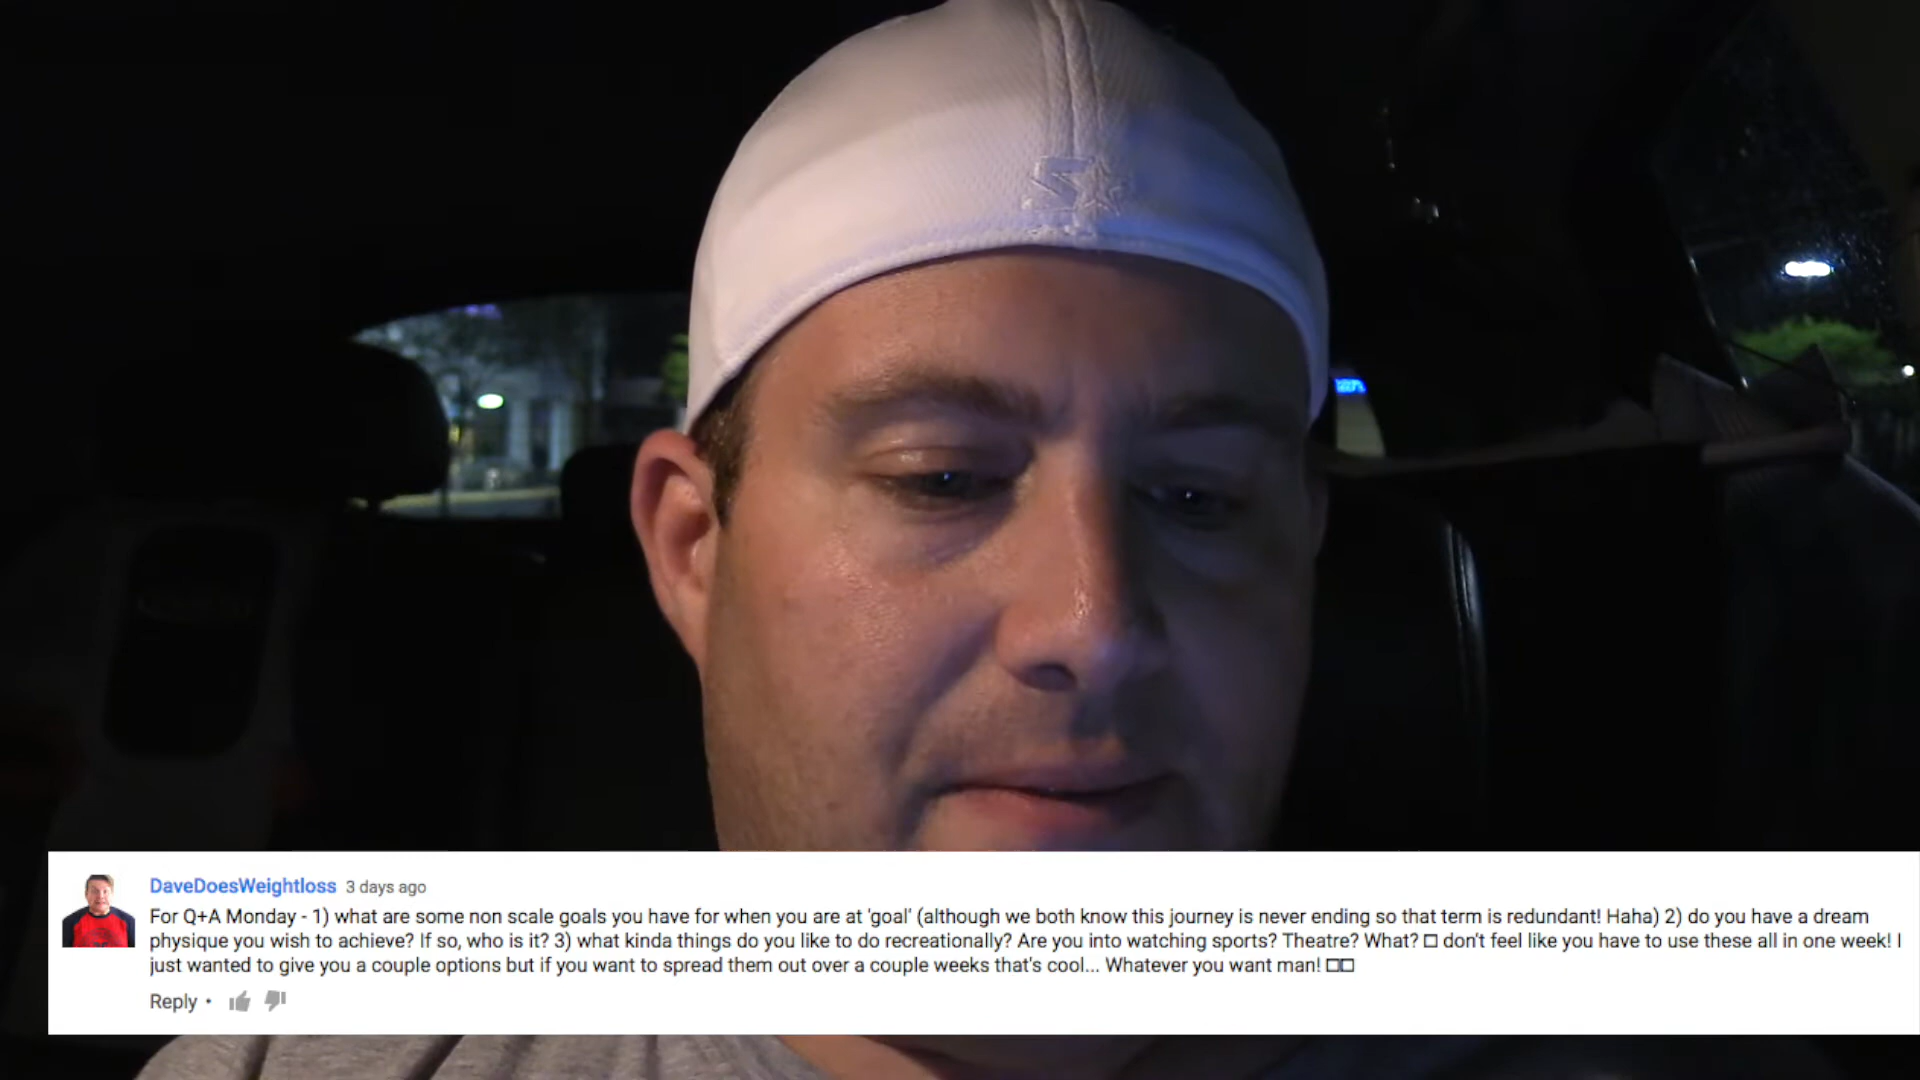 DaveDoesWeightloss 3 days ago
For Q+A Monday - 1) what are some non scale goals you have for when you are at 'goal' (although we both know this journey is never ending so that term is redundant! Haha) 2) do you have a dream
physique you wish to achieve? If so, who is it? 3) what kinda things do you like to do recreationally? Are you into watching sports? Theatre? What? □ don't feel like you have to use these all in one week! I
just wanted to give you a couple options but if you want to spread them out over a couple weeks that's cool... Whatever you want man! □□
Reply •